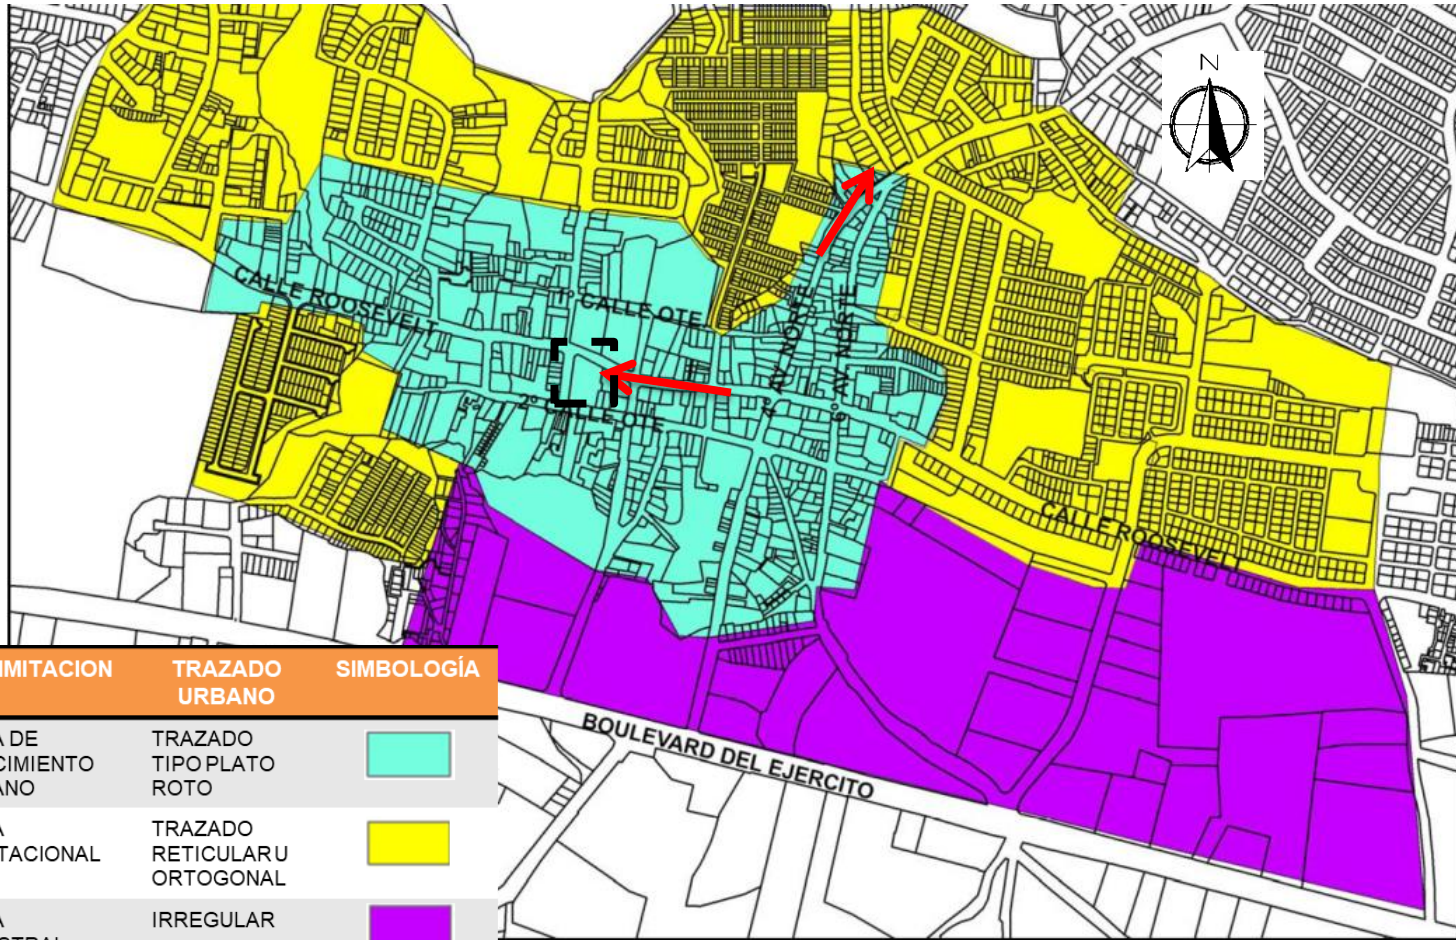 N
CALLE ROOSEVELT
1° CALLE OTE.
4° AV NORTE
6° AV NORTE
2° CALLE OTE
CALLE ROOSEVELT
BOULEVARD DEL EJERCITO
IMITACION TRAZADO URBANO SIMBOLOGÍA
A DE
CIMIENTO
ANO
TRAZADO
TIPO PLATO
ROTO
A
TACIONAL
TRAZADO
RETICULAR U
ORTOGONAL
A
IRREGULAR